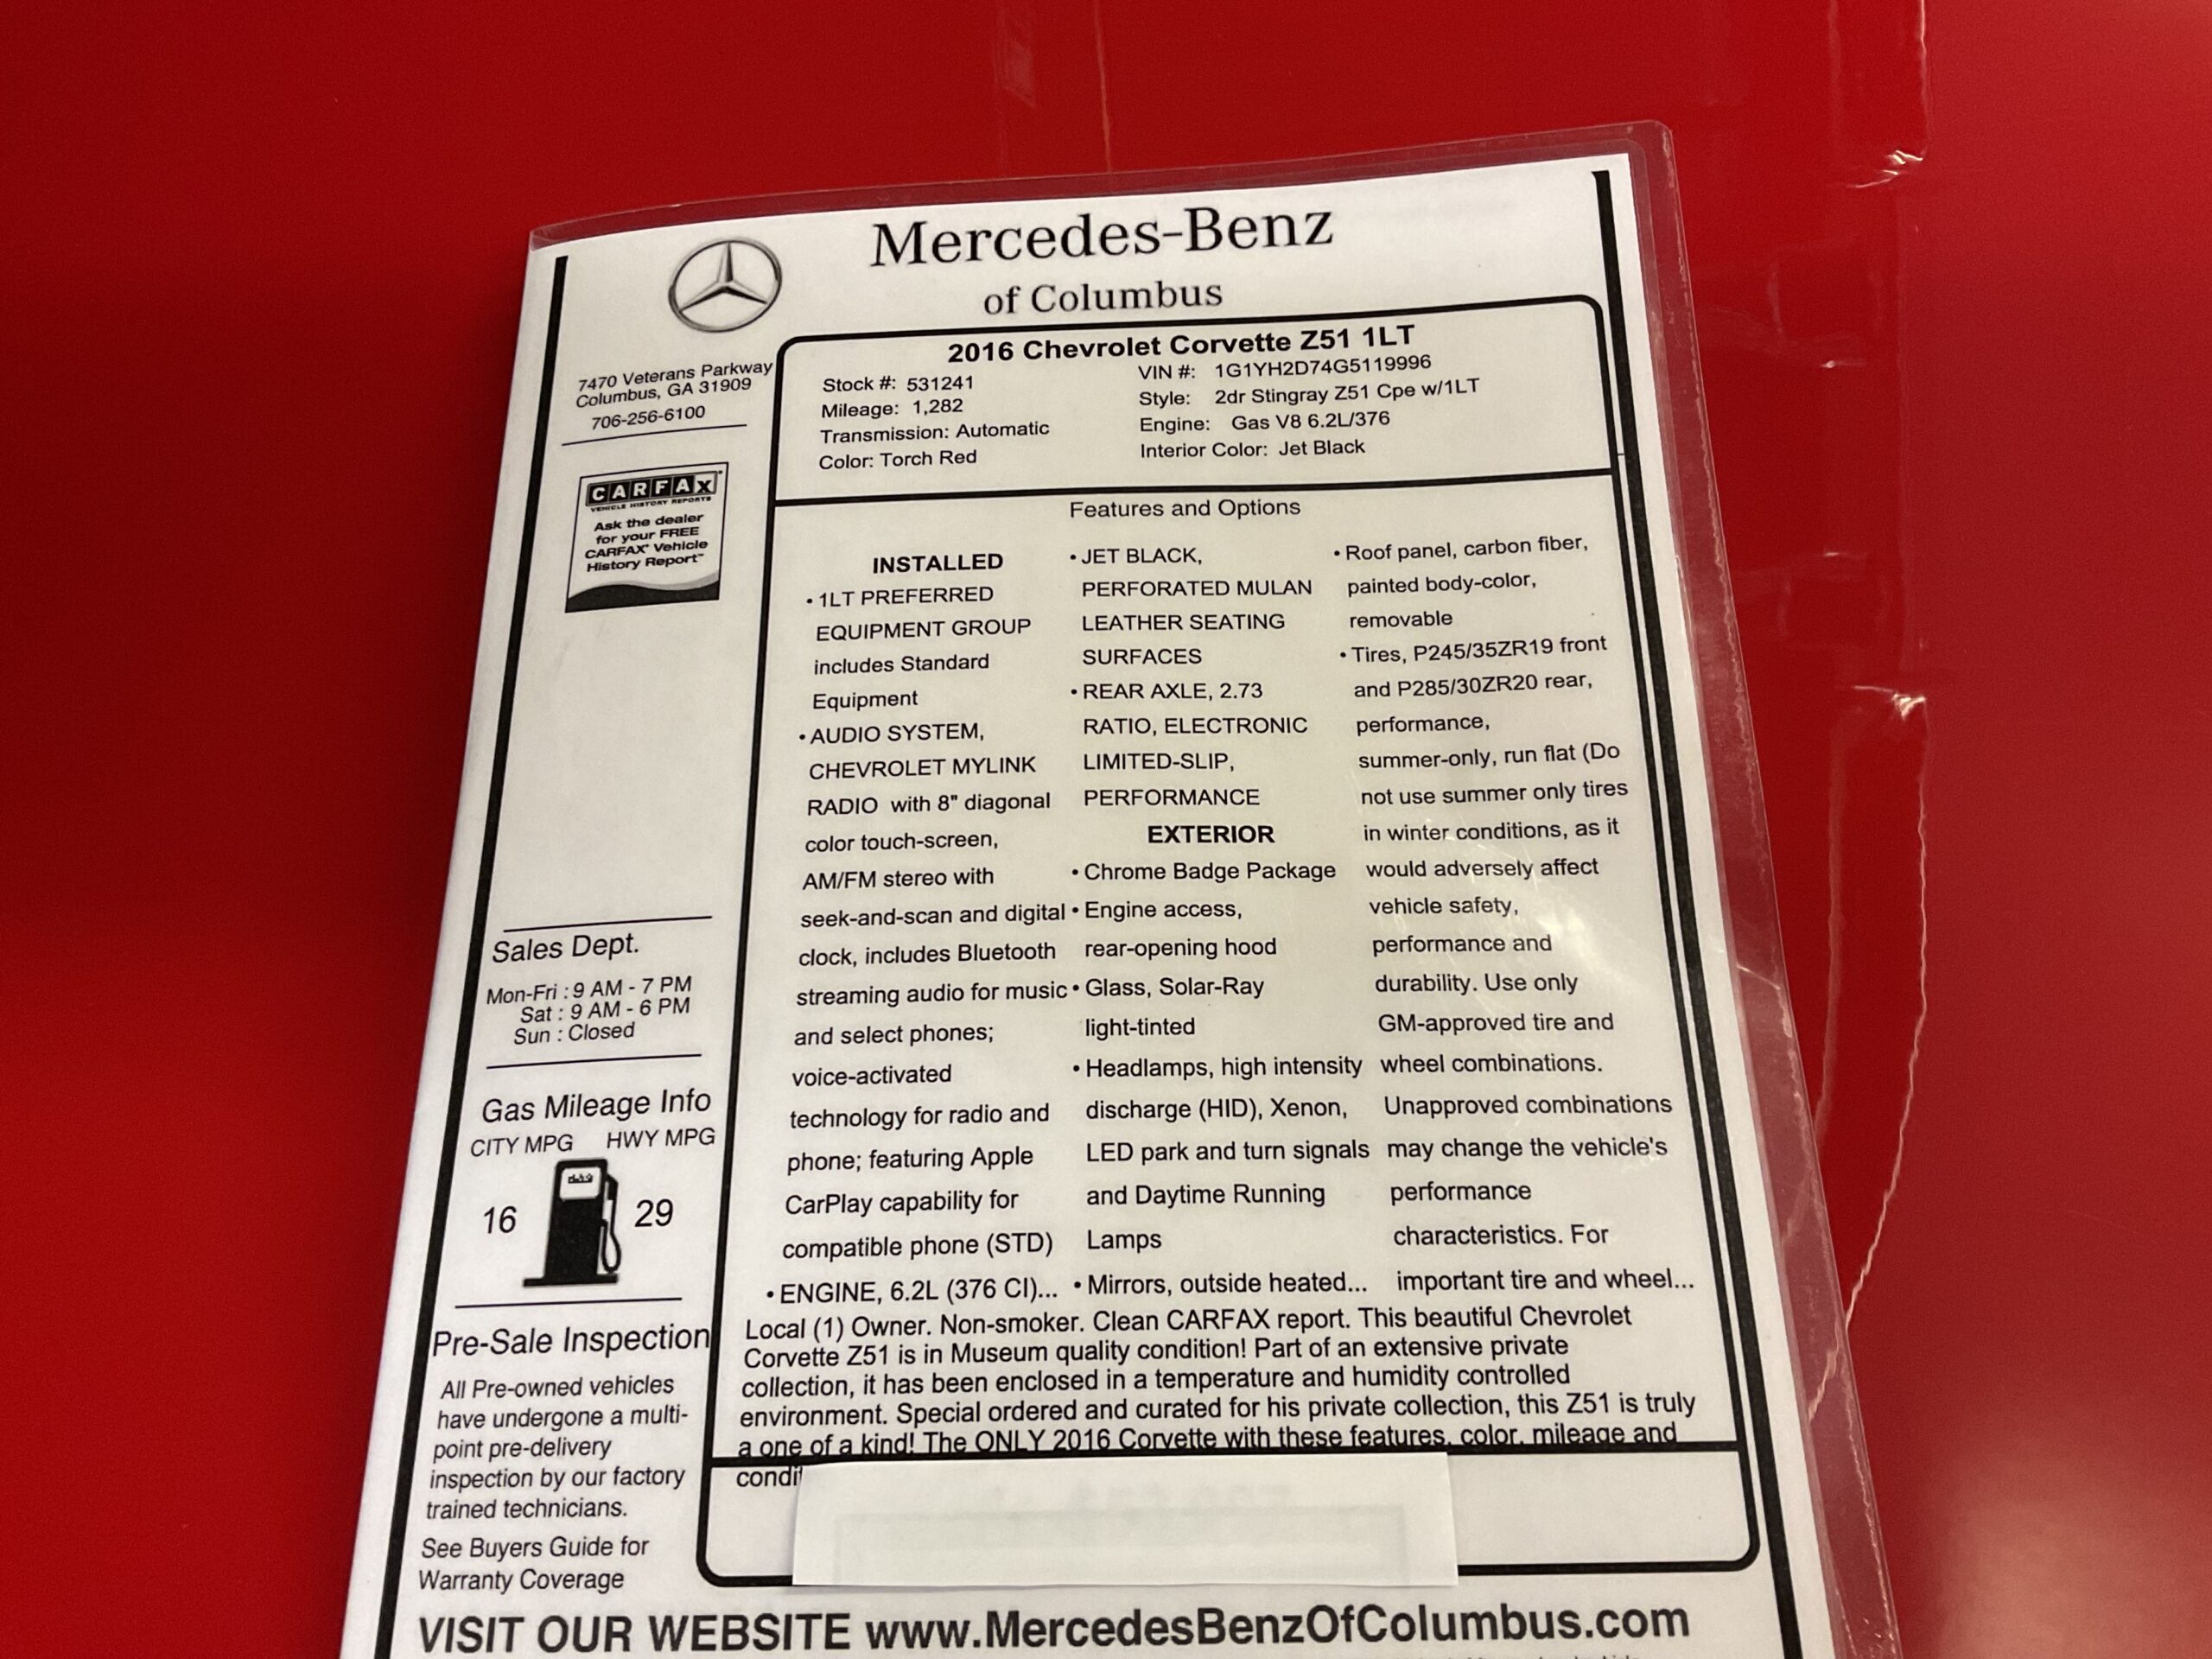 Mercedes-Benz
of Columbus
7470 Veterans Parkway
Columbus, GA 31909
706-256-6100
CARFAX
VEHICLE HISTORY REPORTS
Ask the dealer
for your FREE
CARFAX® Vehicle
History Report™
Sales Dept.
Mon-Fri : 9 AM - 7 PM
Sat : 9 AM - 6 PM
Sun : Closed
Gas Mileage Info
CITY MPG HWY MPG
16 29
Pre-Sale Inspection
All Pre-owned vehicles
have undergone a multi-
point pre-delivery
inspection by our factory
trained technicians.
See Buyers Guide for
Warranty Coverage
2016 Chevrolet Corvette Z51 1LT
Stock #: 531241
Mileage: 1,282
Transmission: Automatic
Color: Torch Red
VIN #: 1G1YH2D74G5119996
Style: 2dr Stingray Z51 Cpe w/1LT
Engine: Gas V8 6.2L/376
Interior Color: Jet Black
Features and Options
INSTALLED
• 1LT PREFERRED
EQUIPMENT GROUP
includes Standard
Equipment
• AUDIO SYSTEM,
CHEVROLET MYLINK
RADIO with 8" diagonal
color touch-screen,
AM/FM stereo with
seek-and-scan and digital
clock, includes Bluetooth
streaming audio for music
and select phones;
voice-activated
technology for radio and
phone; featuring Apple
CarPlay capability for
compatible phone (STD)
• ENGINE, 6.2L (376 CI)...
• JET BLACK,
PERFORATED MULAN
LEATHER SEATING
SURFACES
• REAR AXLE, 2.73
RATIO, ELECTRONIC
LIMITED-SLIP,
PERFORMANCE
EXTERIOR
• Chrome Badge Package
• Engine access,
rear-opening hood
• Glass, Solar-Ray
light-tinted
• Headlamps, high intensity
discharge (HID), Xenon,
LED park and turn signals
and Daytime Running
Lamps
• Mirrors, outside heated...
• Roof panel, carbon fiber,
painted body-color,
removable
• Tires, P245/35ZR19 front
and P285/30ZR20 rear,
performance,
summer-only, run flat (Do
not use summer only tires
in winter conditions, as it
would adversely affect
vehicle safety,
performance and
durability. Use only
GM-approved tire and
wheel combinations.
Unapproved combinations
may change the vehicle's
performance
characteristics. For
important tire and wheel...
Local (1) Owner. Non-smoker. Clean CARFAX report. This beautiful Chevrolet
Corvette Z51 is in Museum quality condition! Part of an extensive private
collection, it has been enclosed in a temperature and humidity controlled
environment. Special ordered and curated for his private collection, this Z51 is truly
a one of a kind! The ONLY 2016 Corvette with these features, color, mileage and
VISIT OUR WEBSITE www.MercedesBenzOfColumbus.com